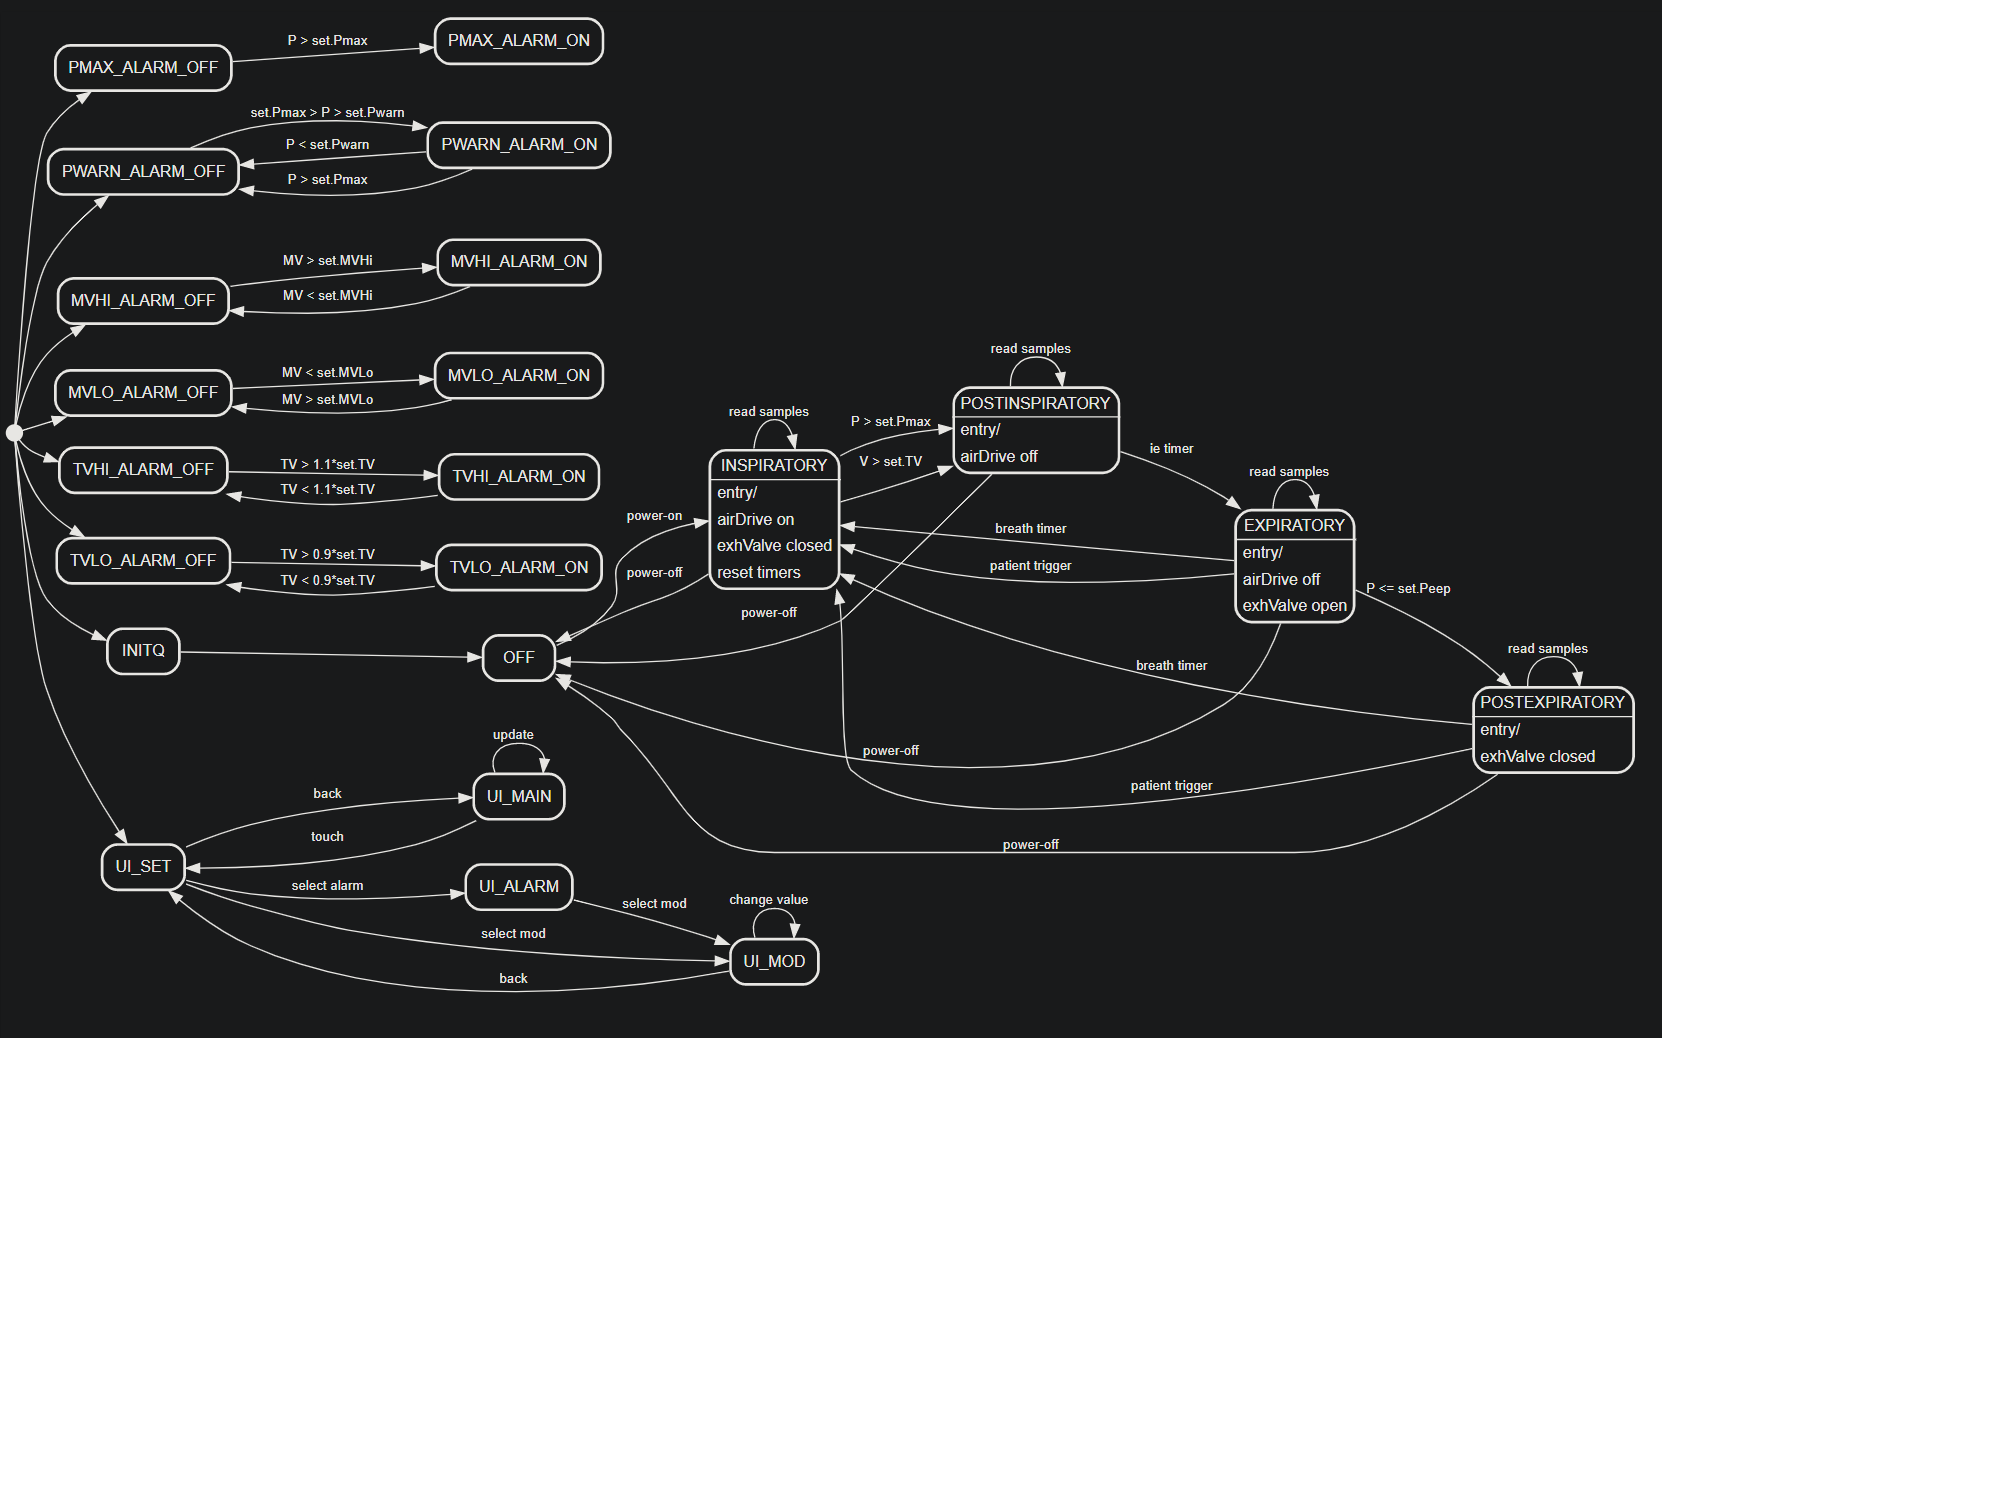 P > set.Pmax
PMAX_ALARM_ON
PMAX_ALARM_OFF
set.Pmax > P > set.Pwarn
PWARN_ALARM_ON
P < set.Pwarn
PWARN_ALARM_OFF
P > set.Pmax
MV > set.MVHi
MVHI_ALARM_ON
MV < set.MVHi
MVHI_ALARM_OFF
MV < set.MVLo
MVLO_ALARM_ON
MV > set.MVLo
MVLO_ALARM_OFF
TV > 1.1*set.TV
TVHI_ALARM_ON
TVHI_ALARM_OFF
TV < 1.1*set.TV
TV > 0.9*set.TV
TVLO_ALARM_ON
TVLO_ALARM_OFF
TV < 0.9*set.TV
INITQ
OFF
power-on
power-off
read samples
INSPIRATORY
entry/
airDrive on
exhValve closed
reset timers
P > set.Pmax
V > set.TV
read samples
POSTINSPIRATORY
entry/
airDrive off
ie timer
read samples
EXPIRATORY
entry/
airDrive off
exhValve open
breath timer
patient trigger
power-off
P <= set.Peep
read samples
POSTEXPIRATORY
entry/
exhValve closed
breath timer
power-off
patient trigger
power-off
update
UI_MAIN
back
touch
UI_SET
select alarm
UI_ALARM
select mod
change value
select mod
UI_MOD
back